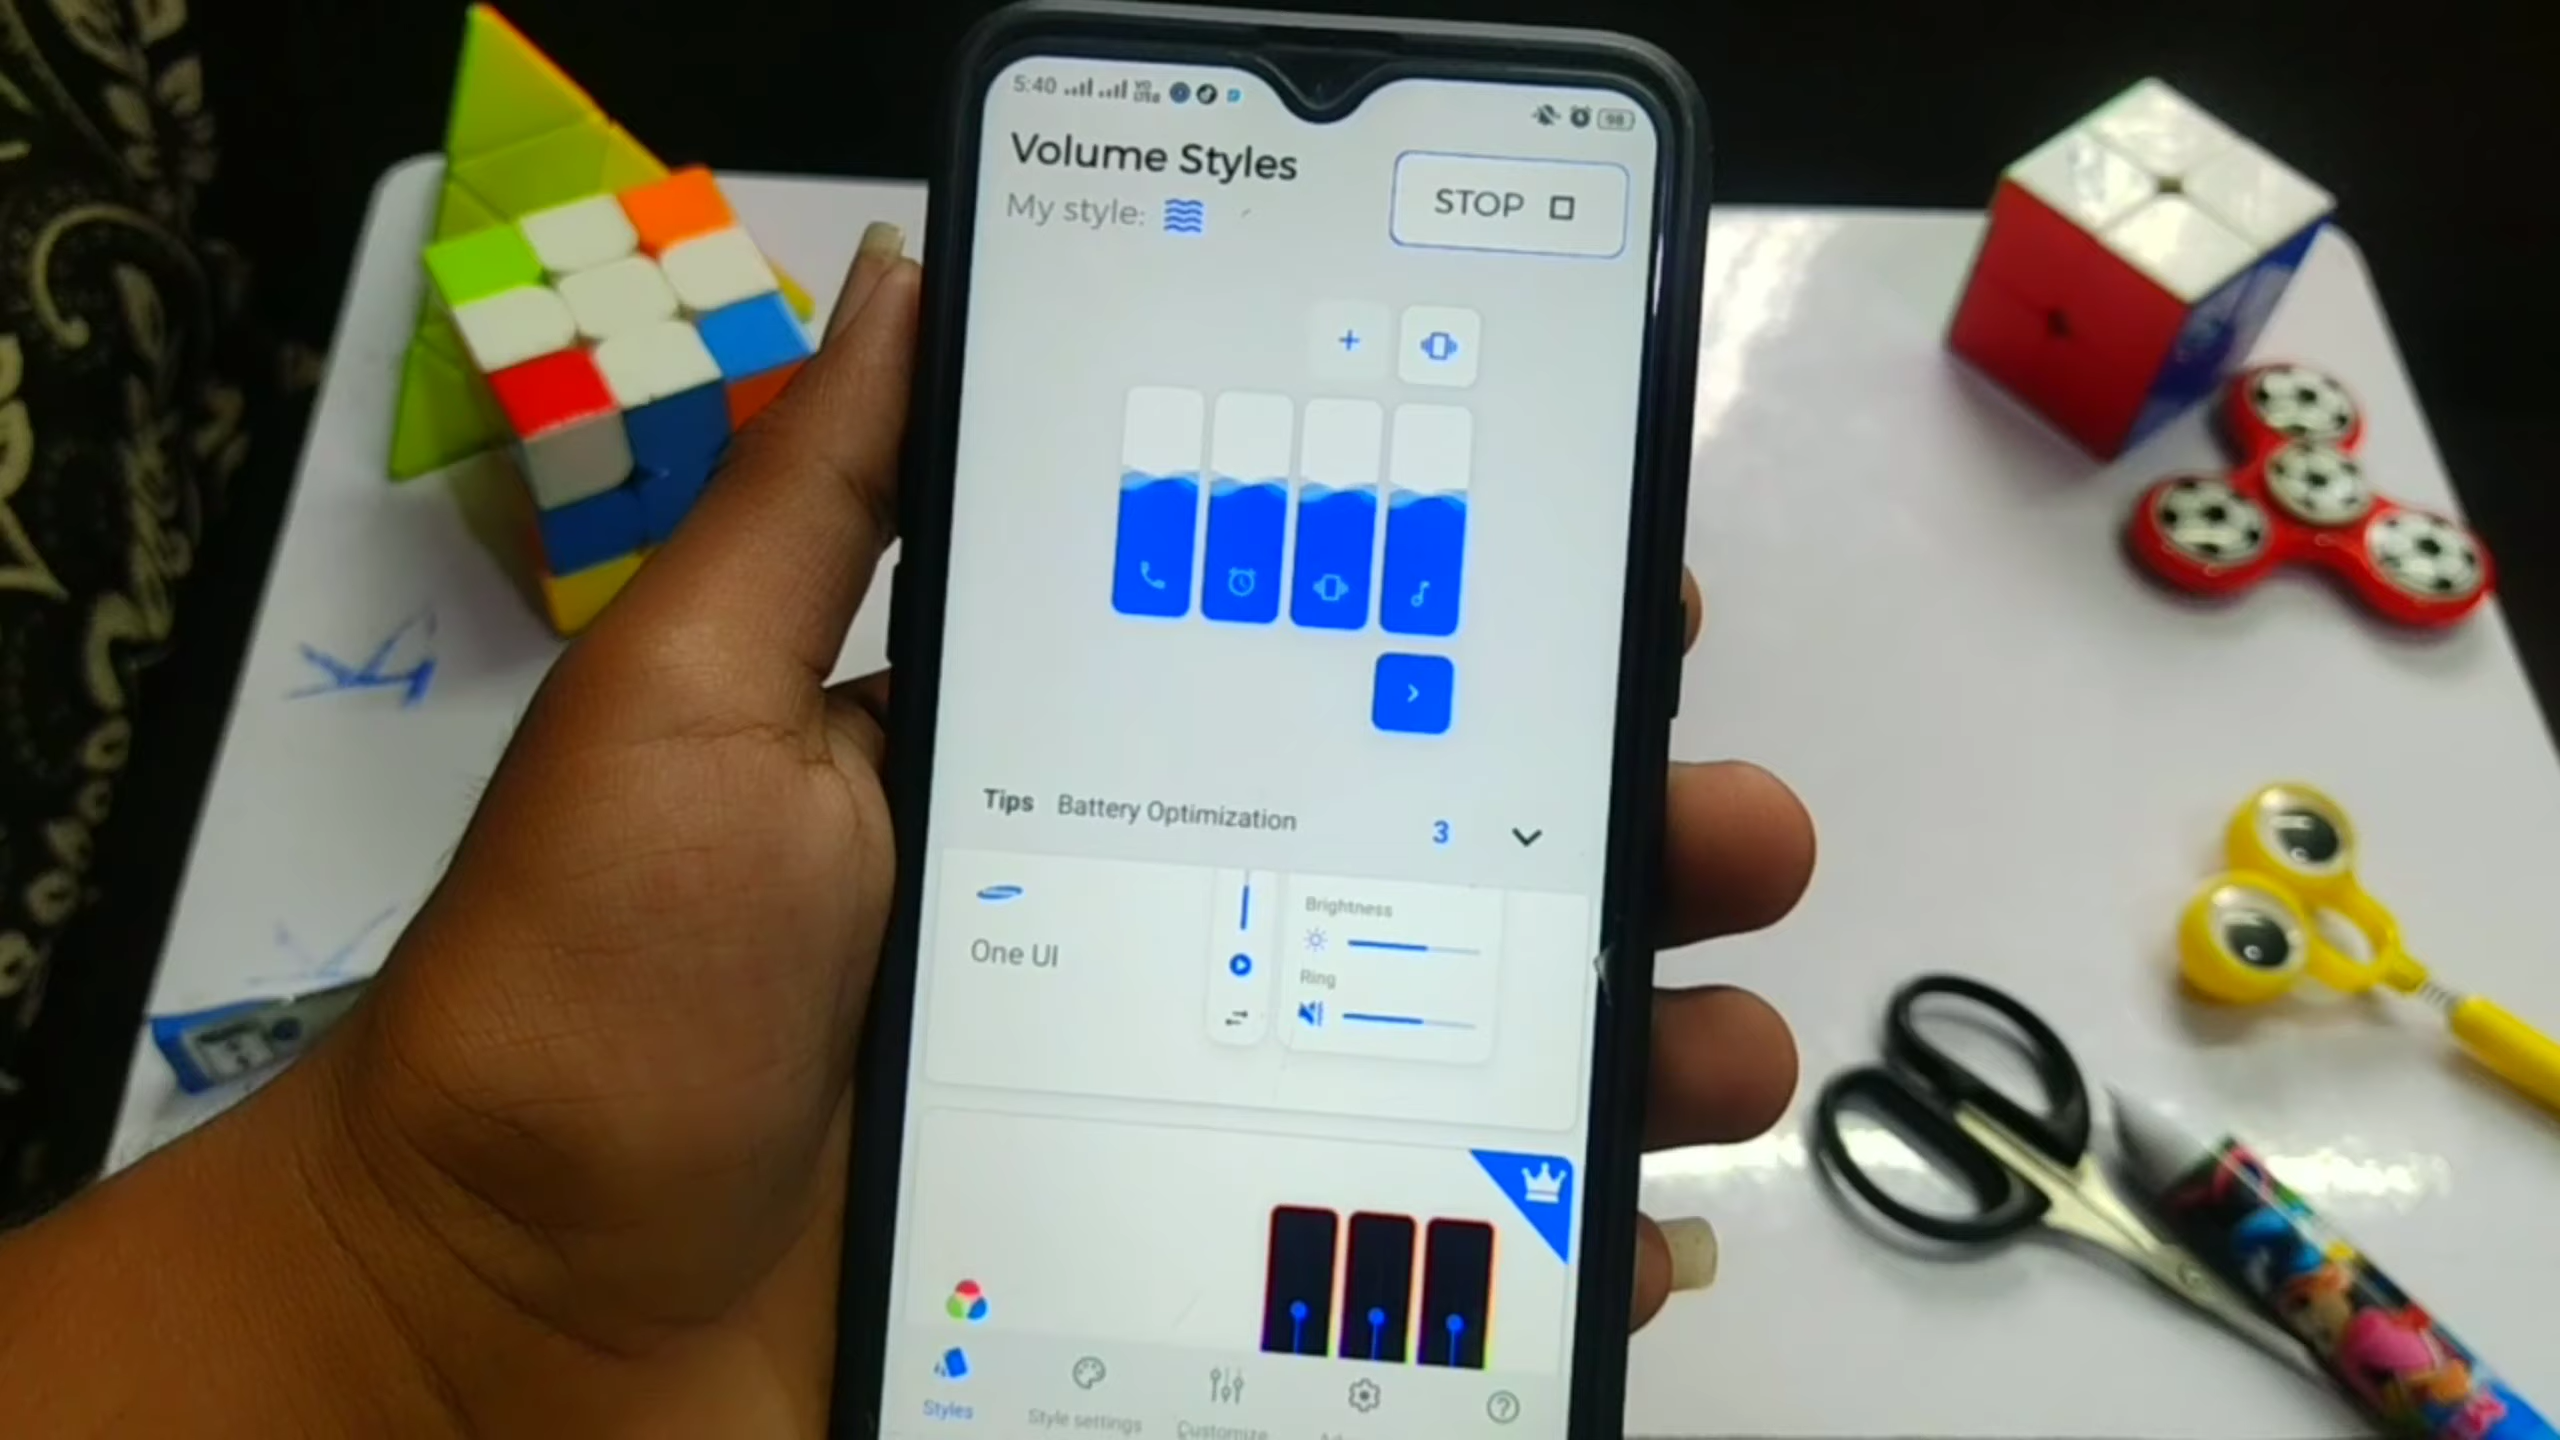 5:40
98
Volume Styles
STOP
My style:
Tips Battery Optimization 3
Brightness
Ring
One UI
Styles
Style settings
Customize